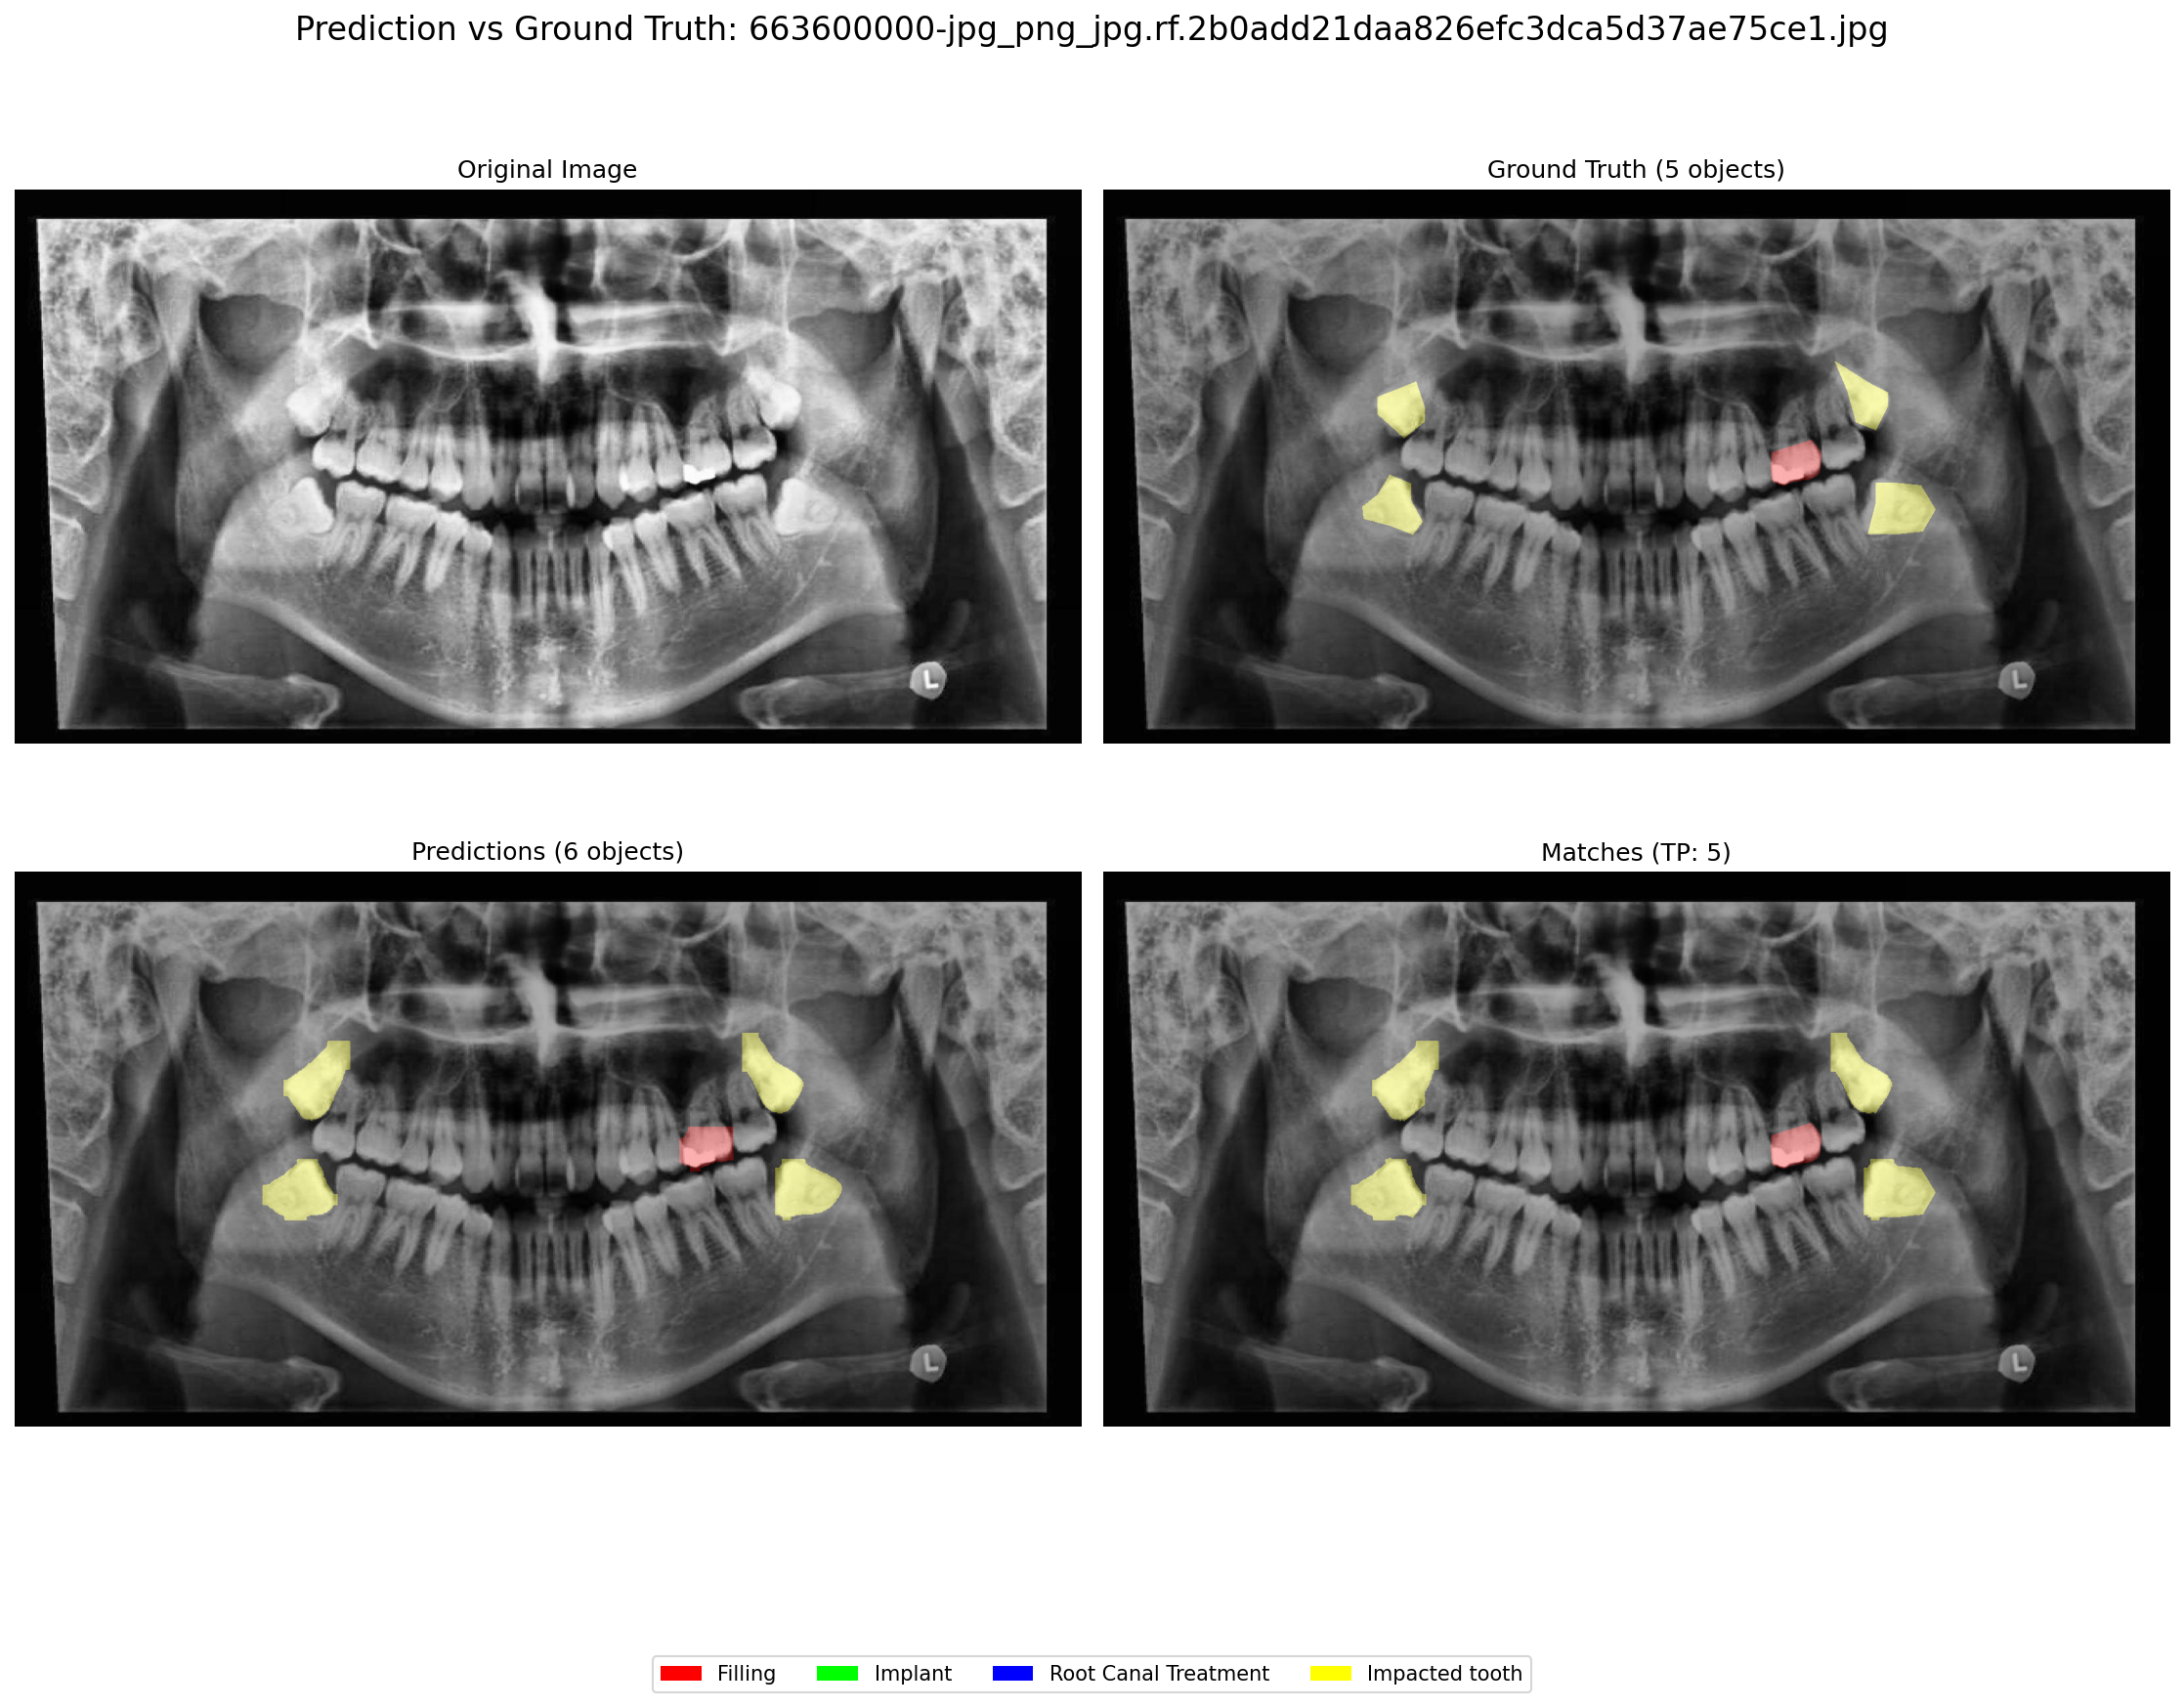 Prediction vs Ground Truth: 663600000-jpg_png_jpg.rf.2b0add21daa826efc3dca5d37ae75ce1.jpg
Original Image
Ground Truth (5 objects)
L
L
Predictions (6 objects)
Matches (TP: 5)
L
L
Filling
Implant
Root Canal Treatment
Impacted tooth